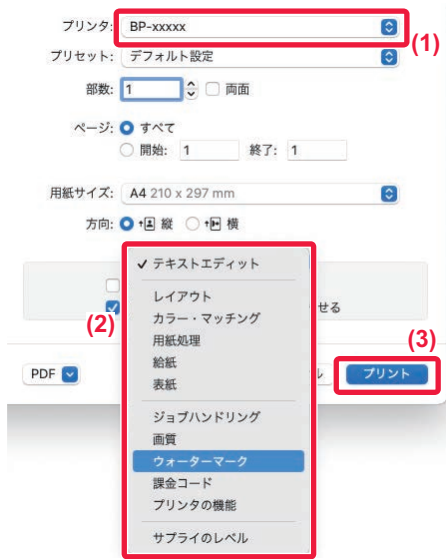 プリンタ: BP-xxxxx
(1)
プリセット: デフォルト設定
部数: 1 両面
ページ: すべて
開始: 1 終了: 1
用紙サイズ: A4 210 x 297 mm
方向: 縦 横
✓ テキストエディット
レイアウト
せる
カラー・マッチング
(2)
用紙処理
(3)
給紙
PDF ル プリント
表紙
ジョブハンドリング
画質
ウォーターマーク
課金コード
プリンタの機能
サプライのレベル